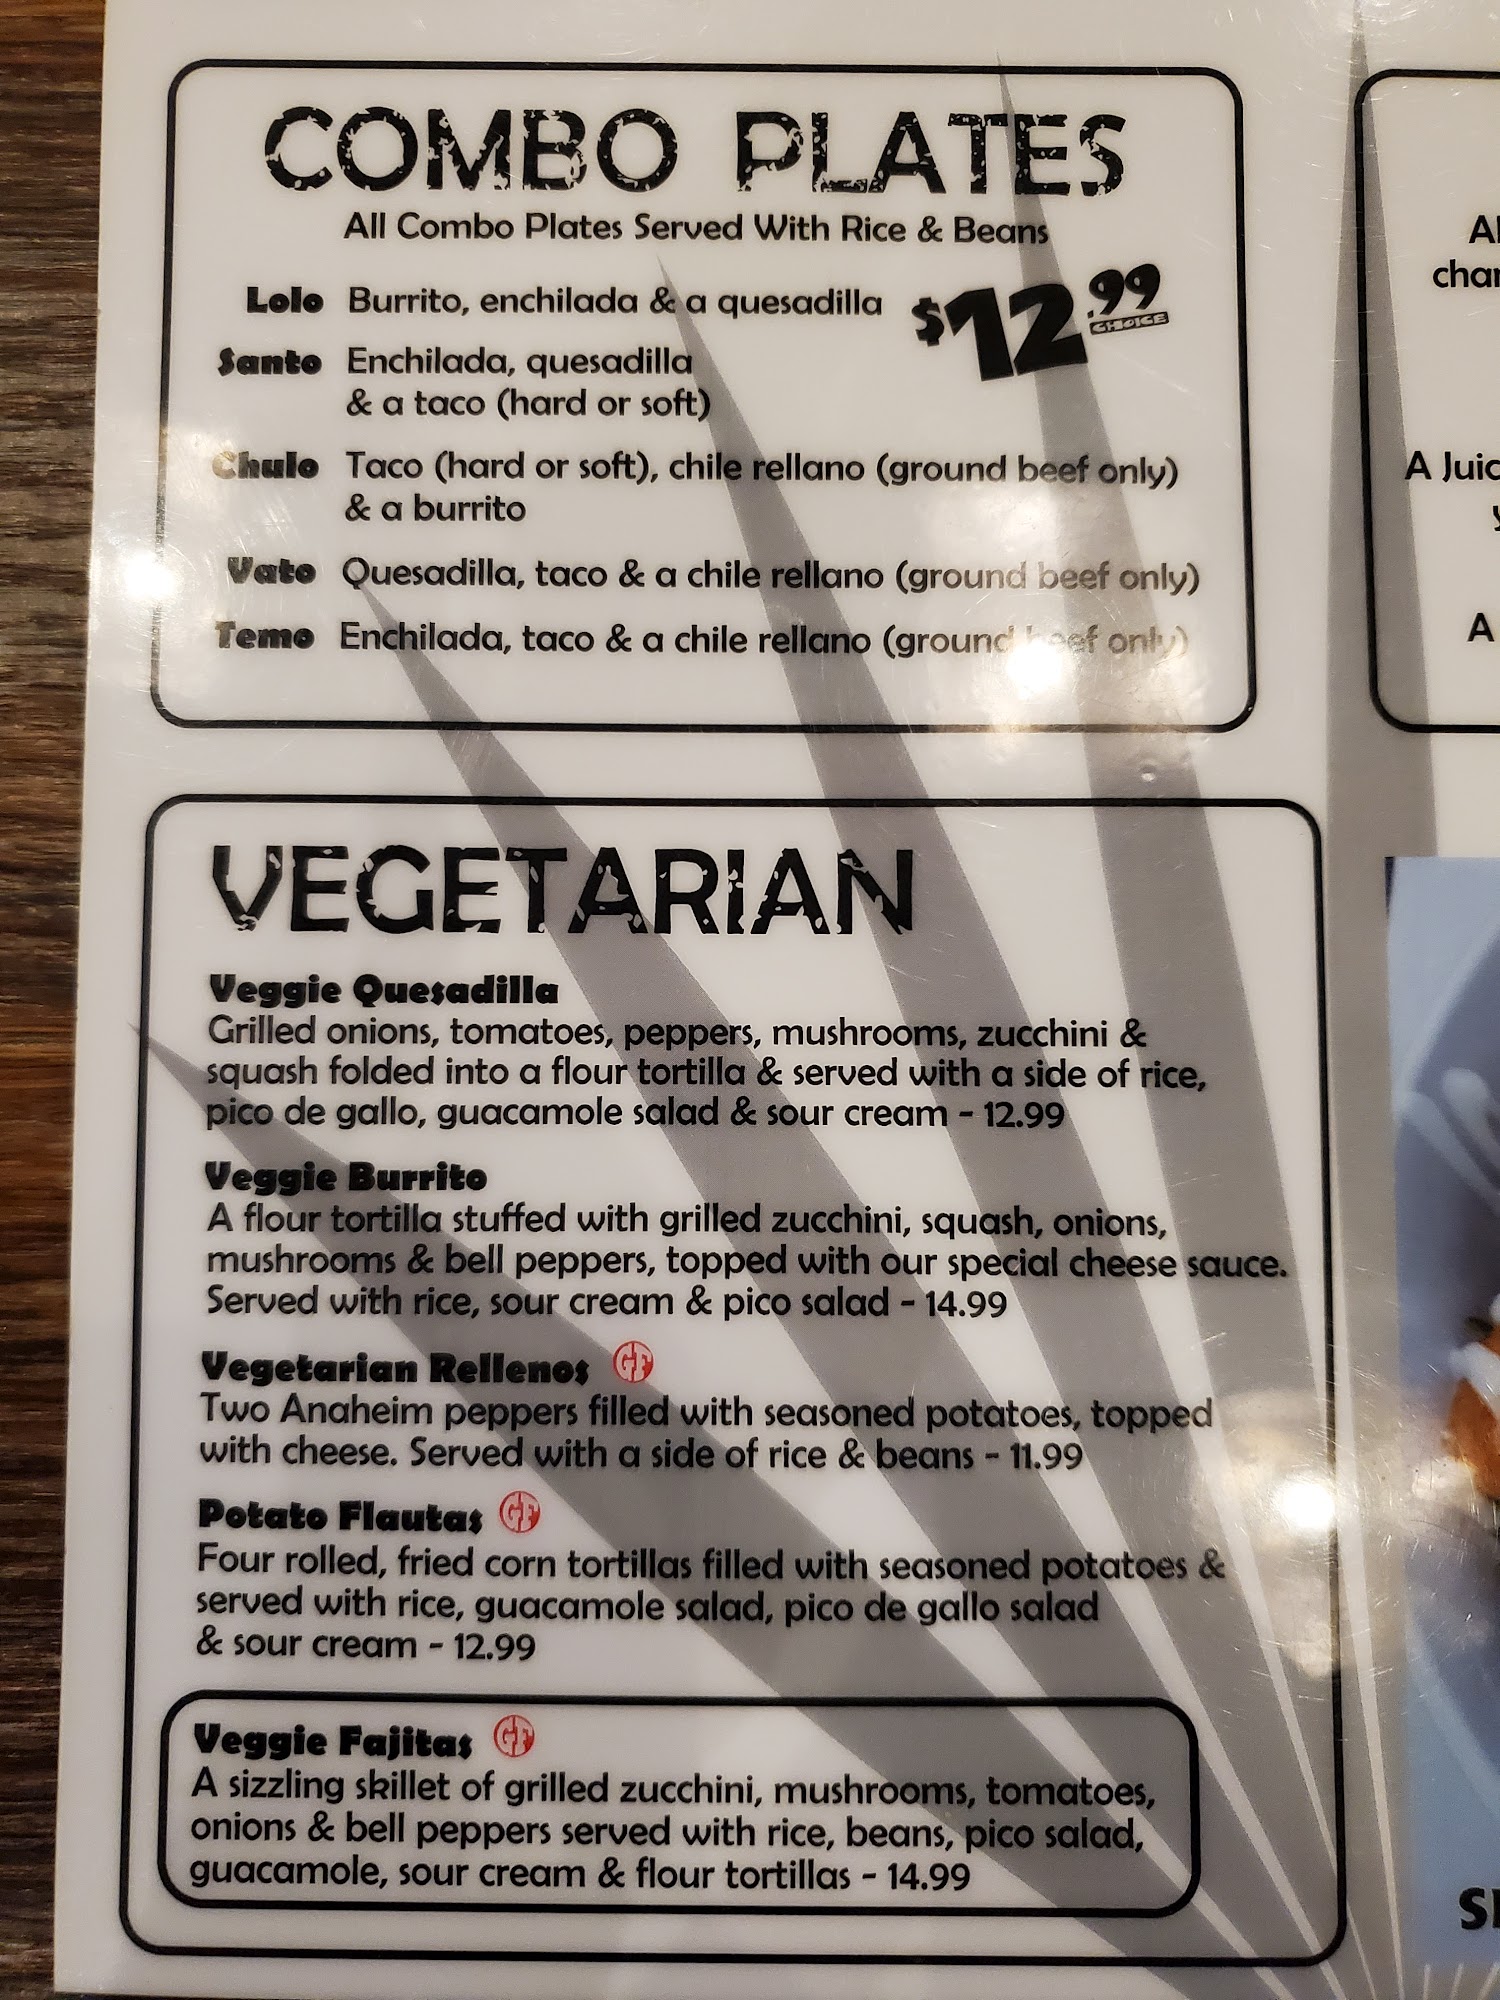 COMBO PLATES
All Combo Plates Served With Rice & Beans
Lolo Burrito, enchilada & a quesadilla $12.99
CHOICE
Santo Enchilada, quesadilla
& a taco (hard or soft)
Chulo Taco (hard or soft), chile rellano (ground beef only)
& a burrito
Vato Quesadilla, taco & a chile rellano (ground beef only)
Temo Enchilada, taco & a chile rellano (ground beef only)
VEGETARIAN
Veggie Quesadilla
Grilled onions, tomatoes, peppers, mushrooms, zucchini &
squash folded into a flour tortilla & served with a side of rice,
pico de gallo, guacamole salad & sour cream - 12.99
Veggie Burrito
A flour tortilla stuffed with grilled zucchini, squash, onions,
mushrooms & bell peppers, topped with our special cheese sauce.
Served with rice, sour cream & pico salad - 14.99
Vegetarian Rellenos GF
Two Anaheim peppers filled with seasoned potatoes, topped
with cheese. Served with a side of rice & beans - 11.99
Potato Flautas GF
Four rolled, fried corn tortillas filled with seasoned potatoes &
served with rice, guacamole salad, pico de gallo salad
& sour cream - 12.99
Veggie Fajitas GF
A sizzling skillet of grilled zucchini, mushrooms, tomatoes,
onions & bell peppers served with rice, beans, pico salad,
guacamole, sour cream & flour tortillas - 14.99
A
A